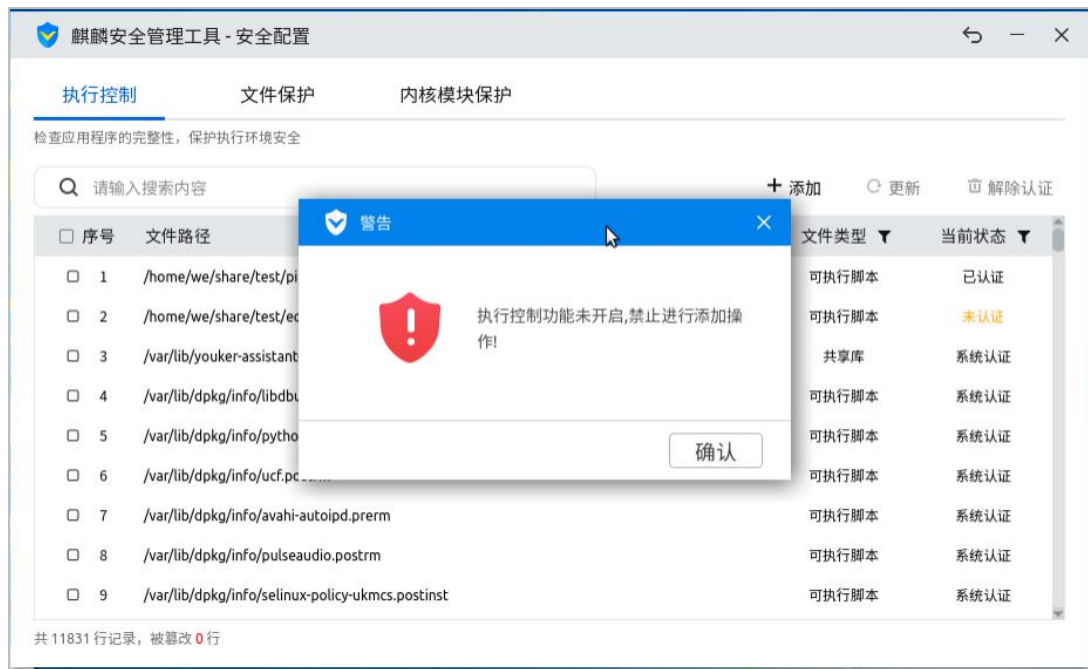 麒麟安全管理工具 - 安全配置
执行控制 文件保护 内核模块保护
检查应用程序的完整性，保护执行环境安全
请输入搜索内容 添加 更新 解除认证
序号 文件路径 文件类型 当前状态
警告
执行控制功能未开启,禁止进行添加操
作!
确认
1 /home/we/share/test/pi 可执行脚本 已认证
2 /home/we/share/test/ec 可执行脚本 未认证
3 /var/lib/youker-assistant 共享库 系统认证
4 /var/lib/dpkg/info/libdbu 可执行脚本 系统认证
5 /var/lib/dpkg/info/pytho 可执行脚本 系统认证
6 /var/lib/dpkg/info/ucf.postrm 可执行脚本 系统认证
7 /var/lib/dpkg/info/avahi-autoipd.prerm 可执行脚本 系统认证
8 /var/lib/dpkg/info/pulseaudio.postrm 可执行脚本 系统认证
9 /var/lib/dpkg/info/selinux-policy-ukmcs.postinst 可执行脚本 系统认证
共 11831 行记录，被篡改 0 行